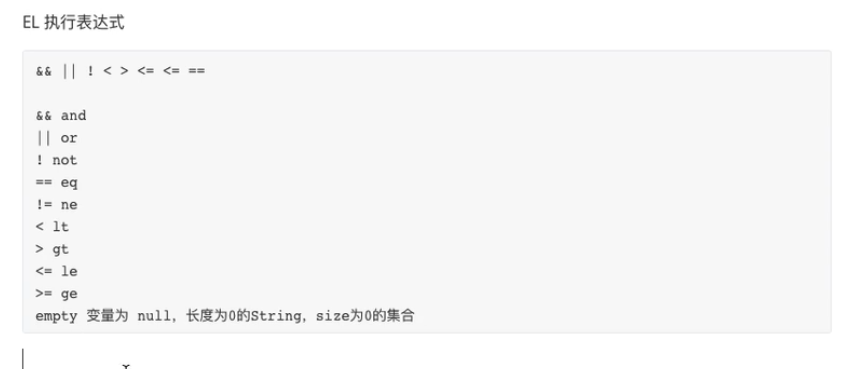 EL 执行表达式
&& || ! < > <= <= ==
&& and
|| or
! not
== eq
!= ne
< lt
> gt
<= le
>= ge
empty 变量为 null，长度为0的String，size为0的集合